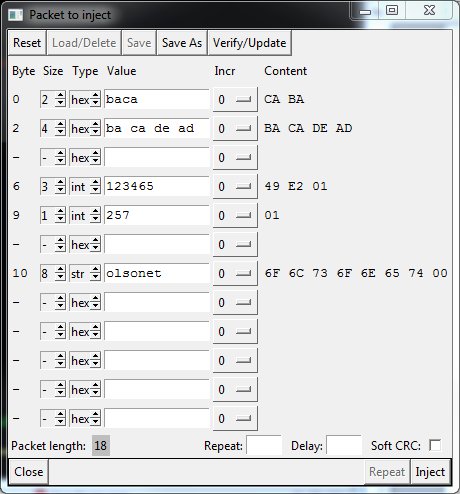 Packet to inject
Reset Load/Delete Save Save As Verify/Update
Byte Size Type Value Incr Content
0 2 hex baca 0 CA BA
2 4 hex ba ca de ad 0 BA CA DE AD
– - hex 0
6 3 int 123465 0 49 E2 01
9 1 int 257 0 01
– - hex 0
10 8 str olsonet 0 6F 6C 73 6F 6E 65 74 00
– - hex 0
– - hex 0
– - hex 0
– - hex 0
– - hex 0
Packet length: 18 Repeat: Delay: Soft CRC:
Close Repeat Inject